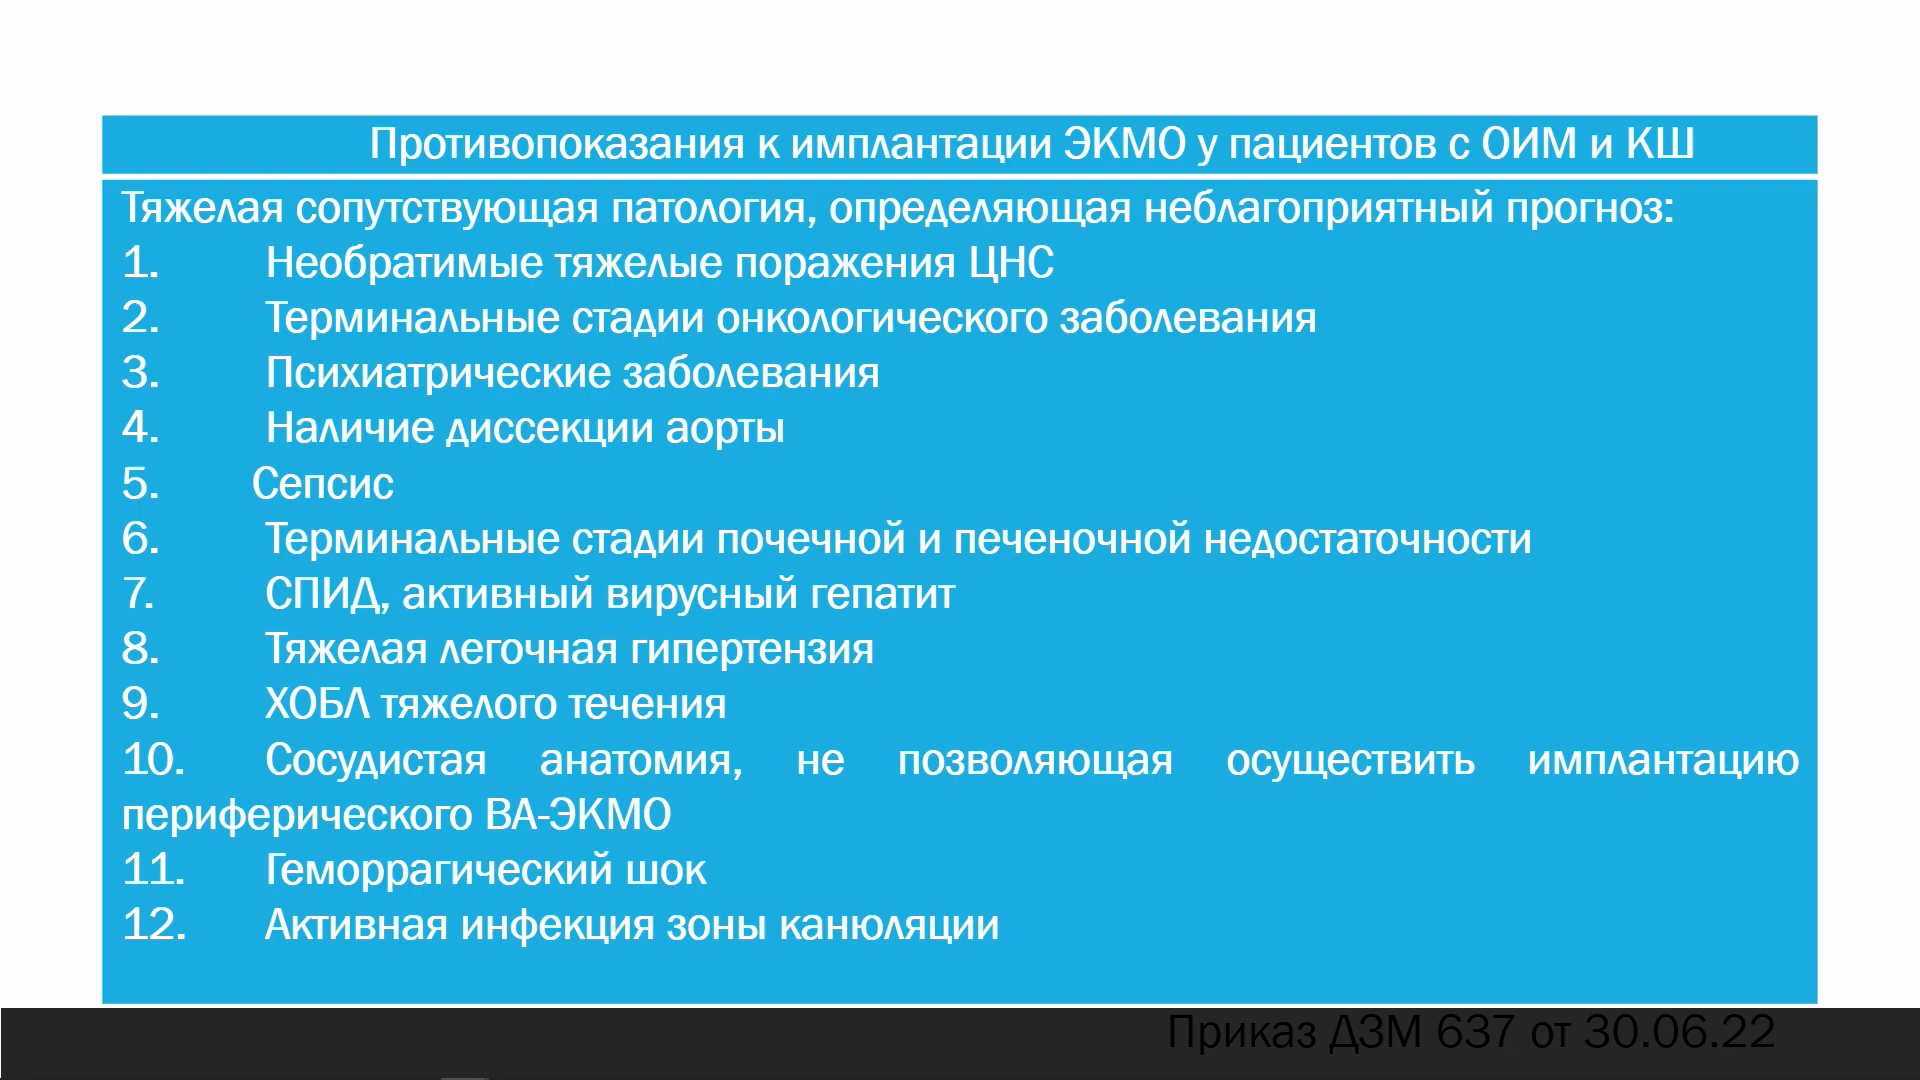 Противопоказания к имплантации ЭКМО у пациентов с ОИМ и КШ
Тяжелая сопутствующая патология, определяющая неблагоприятный прогноз:
1. Необратимые тяжелые поражения ЦНС
2. Терминальные стадии онкологического заболевания
3. Психиатрические заболевания
4. Наличие диссекции аорты
5. Сепсис
6. Терминальные стадии почечной и печеночной недостаточности
7. СПИД, активный вирусный гепатит
8. Тяжелая легочная гипертензия
9. ХОБЛ тяжелого течения
10. Сосудистая анатомия, не позволяющая осуществить имплантацию
периферического ВА-ЭКМО
11. Геморрагический шок
12. Активная инфекция зоны канюляции
Приказ ДЗМ 637 от 30.06.22